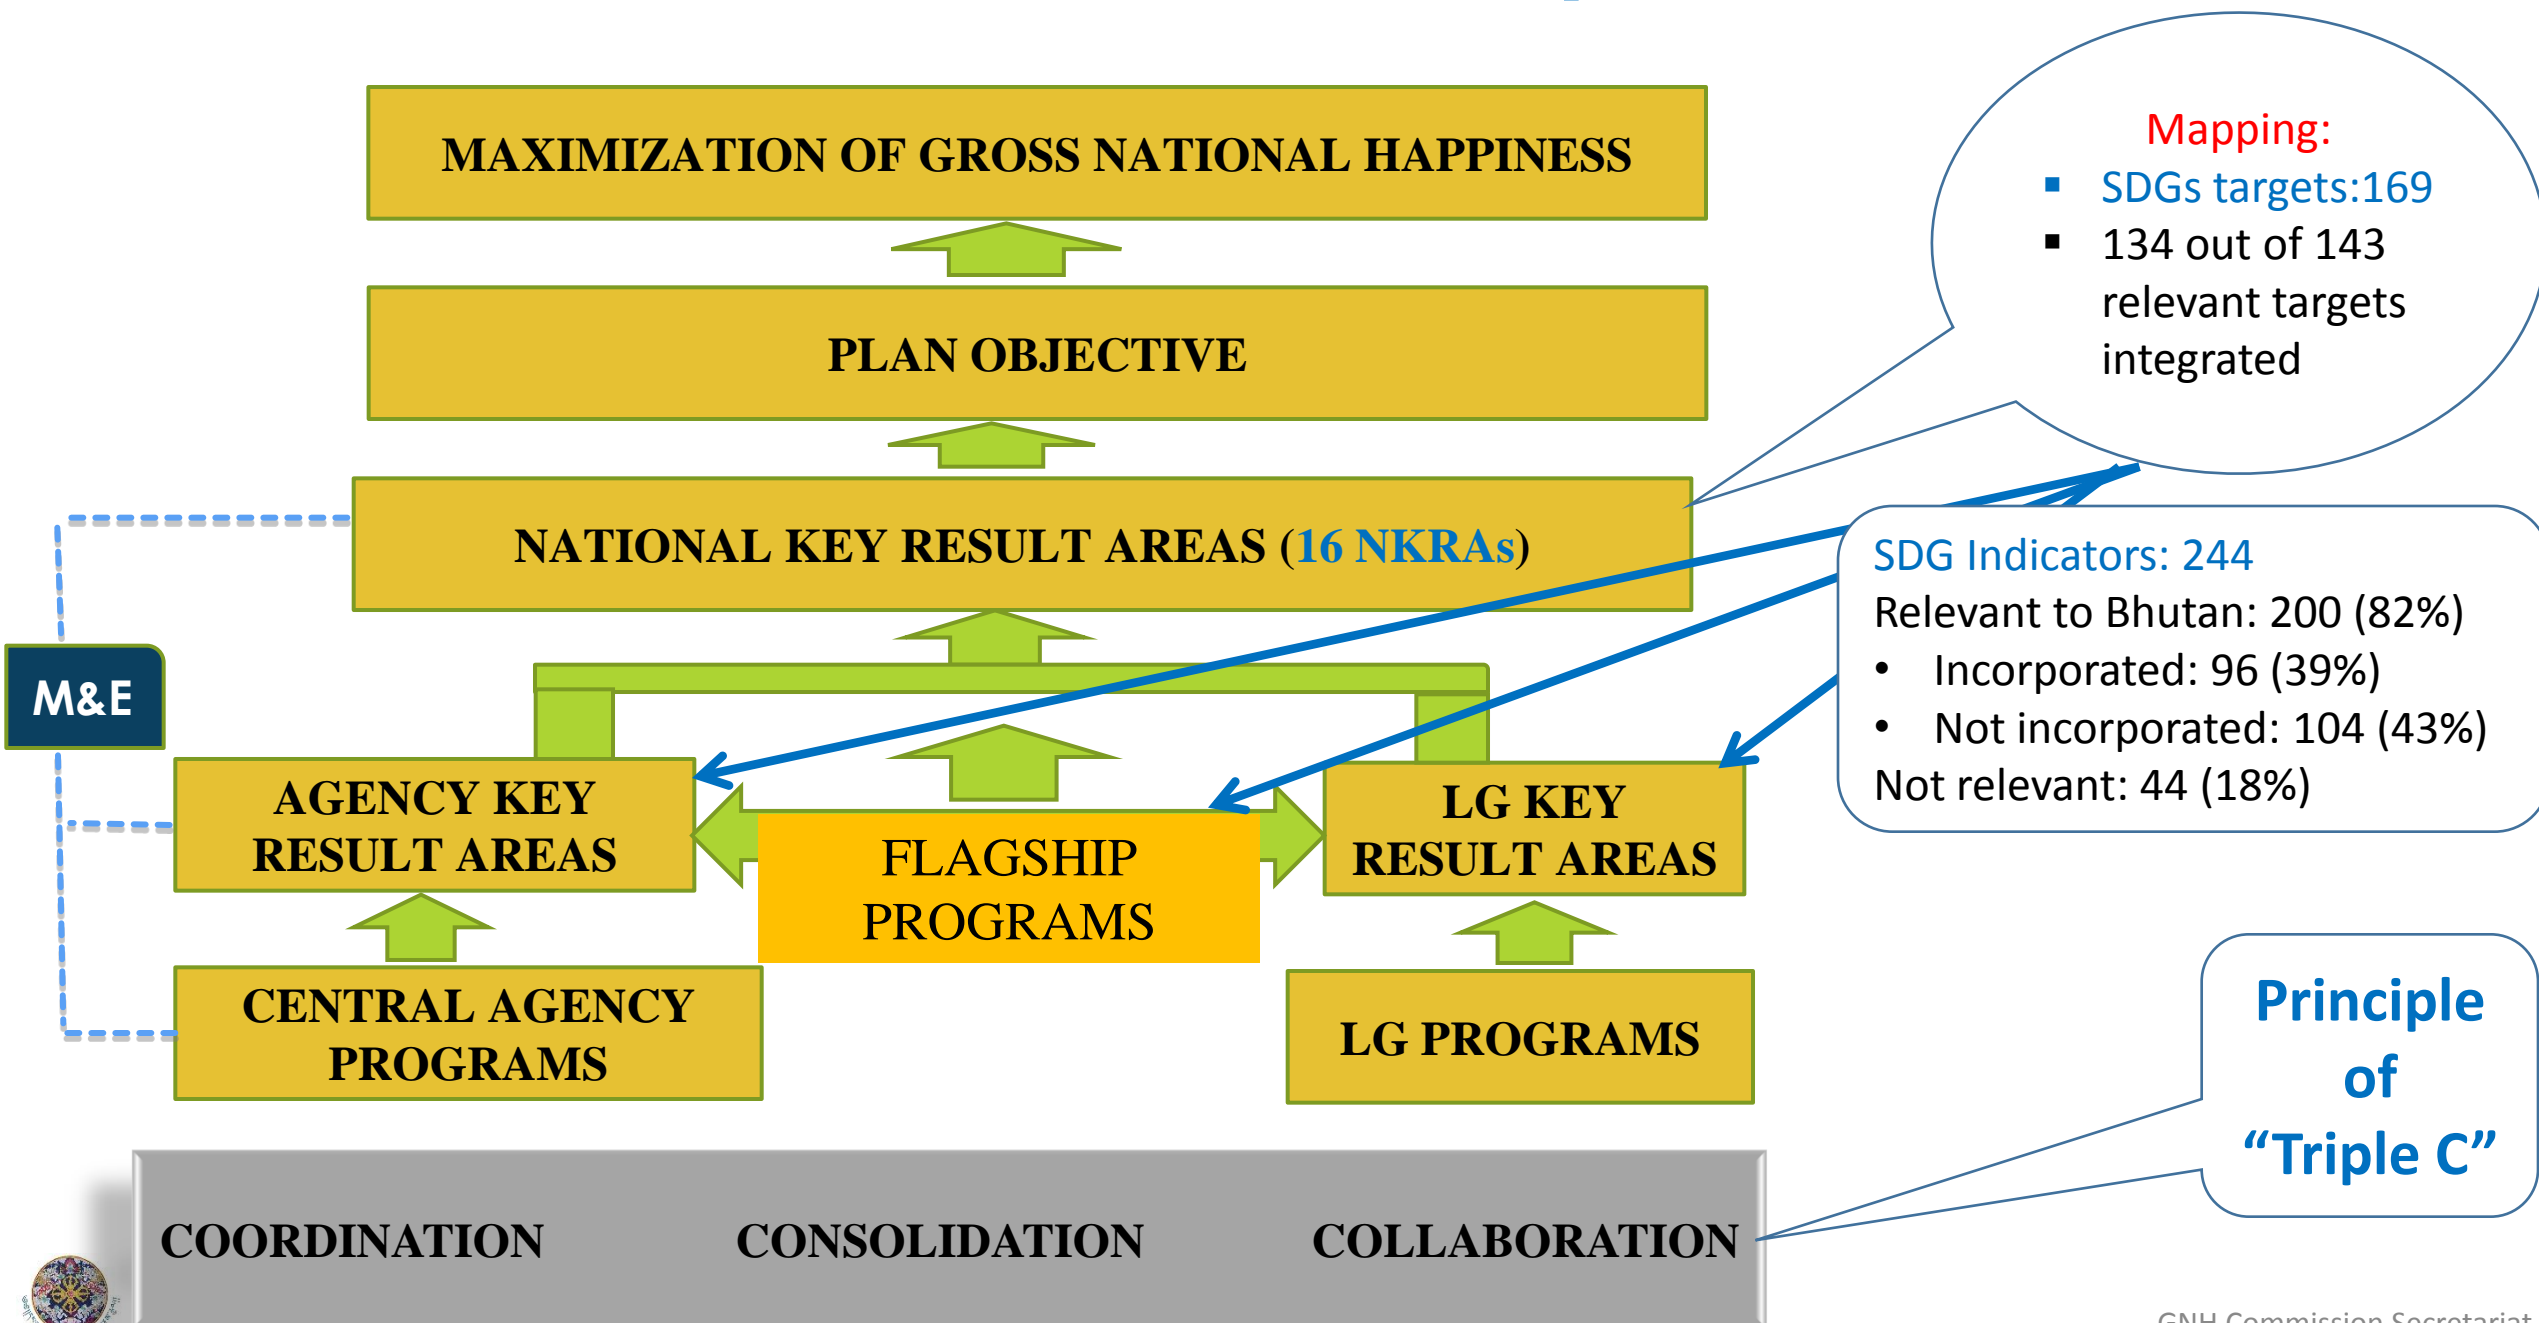 MAXIMIZATION OF GROSS NATIONAL HAPPINESS
PLAN OBJECTIVE
NATIONAL KEY RESULT AREAS (16 NKRAs)
Mapping:
▪ SDGs targets:169
▪ 134 out of 143
relevant targets
integrated
SDG Indicators: 244
Relevant to Bhutan: 200 (82%)
• Incorporated: 96 (39%)
• Not incorporated: 104 (43%)
Not relevant: 44 (18%)
M&E
AGENCY KEY
RESULT AREAS
FLAGSHIP
PROGRAMS
LG KEY
RESULT AREAS
CENTRAL AGENCY
PROGRAMS
LG PROGRAMS
Principle
of
“Triple C”
COORDINATION CONSOLIDATION COLLABORATION
GNH Commission Secretariat